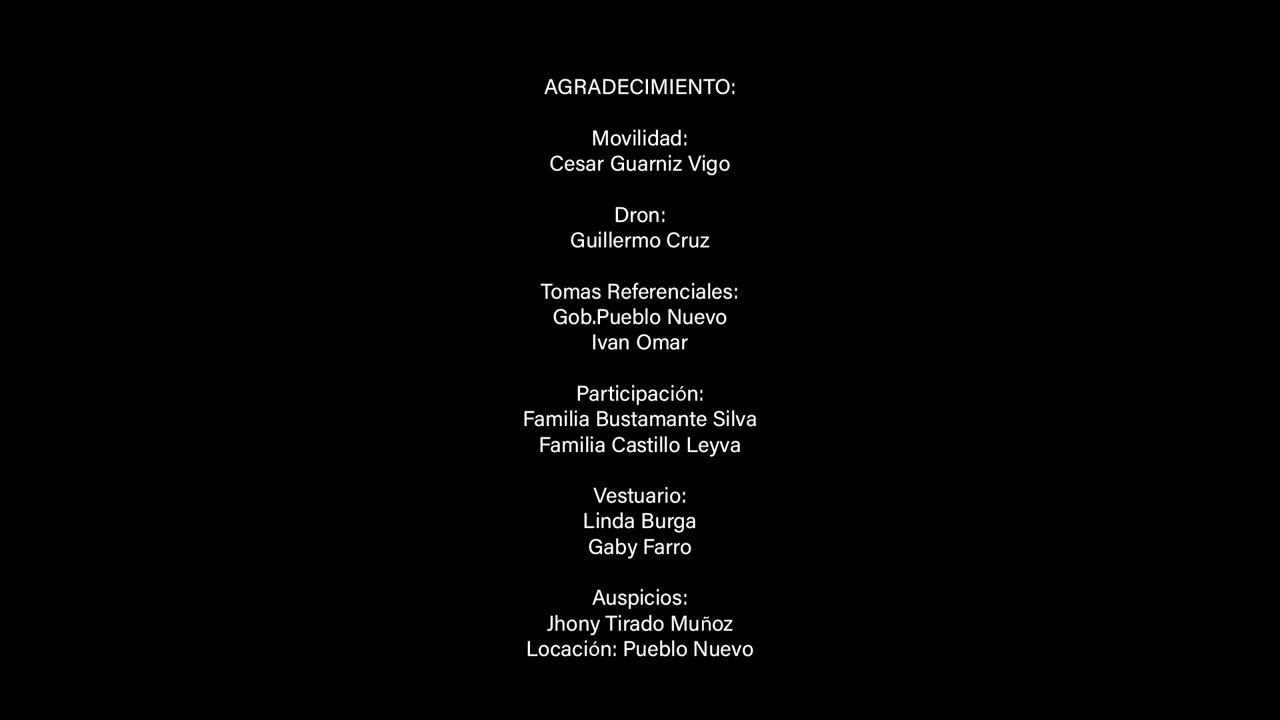 AGRADECIMIENTO:
Movilidad:
Cesar Guarniz Vigo
Dron:
Guillermo Cruz
Tomas Referenciales:
Gob.Pueblo Nuevo
Ivan Omar
Participación:
Familia Bustamante Silva
Familia Castillo Leyva
Vestuario:
Linda Burga
Gaby Farro
Auspicios:
Jhony Tirado Muñoz
Locación: Pueblo Nuevo